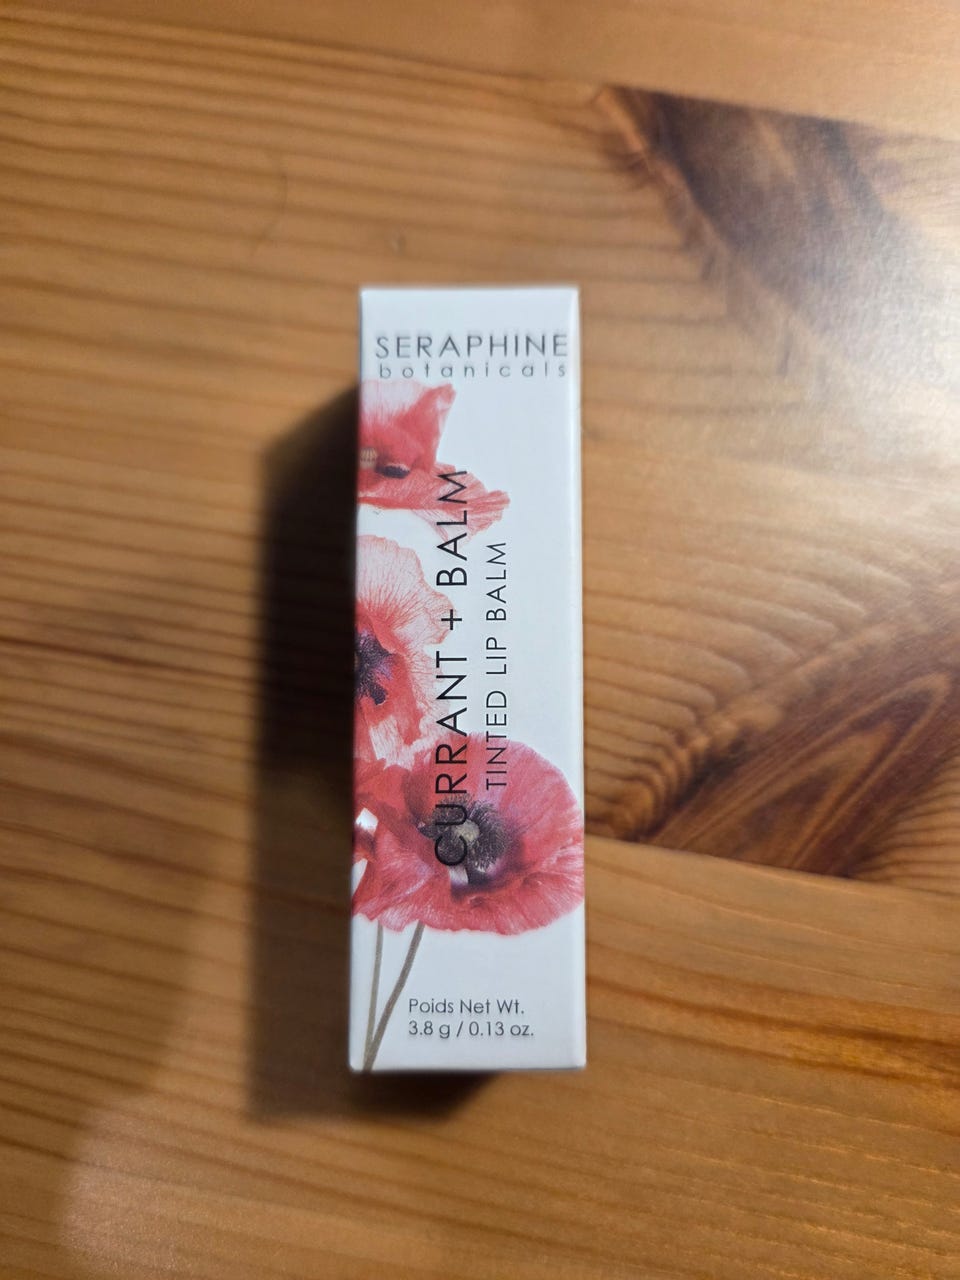 SERAPHINE
botanicals
CURRANT + BALM
TINTED LIP BALM
Poids Net Wt.
3.8 g / 0.13 oz.